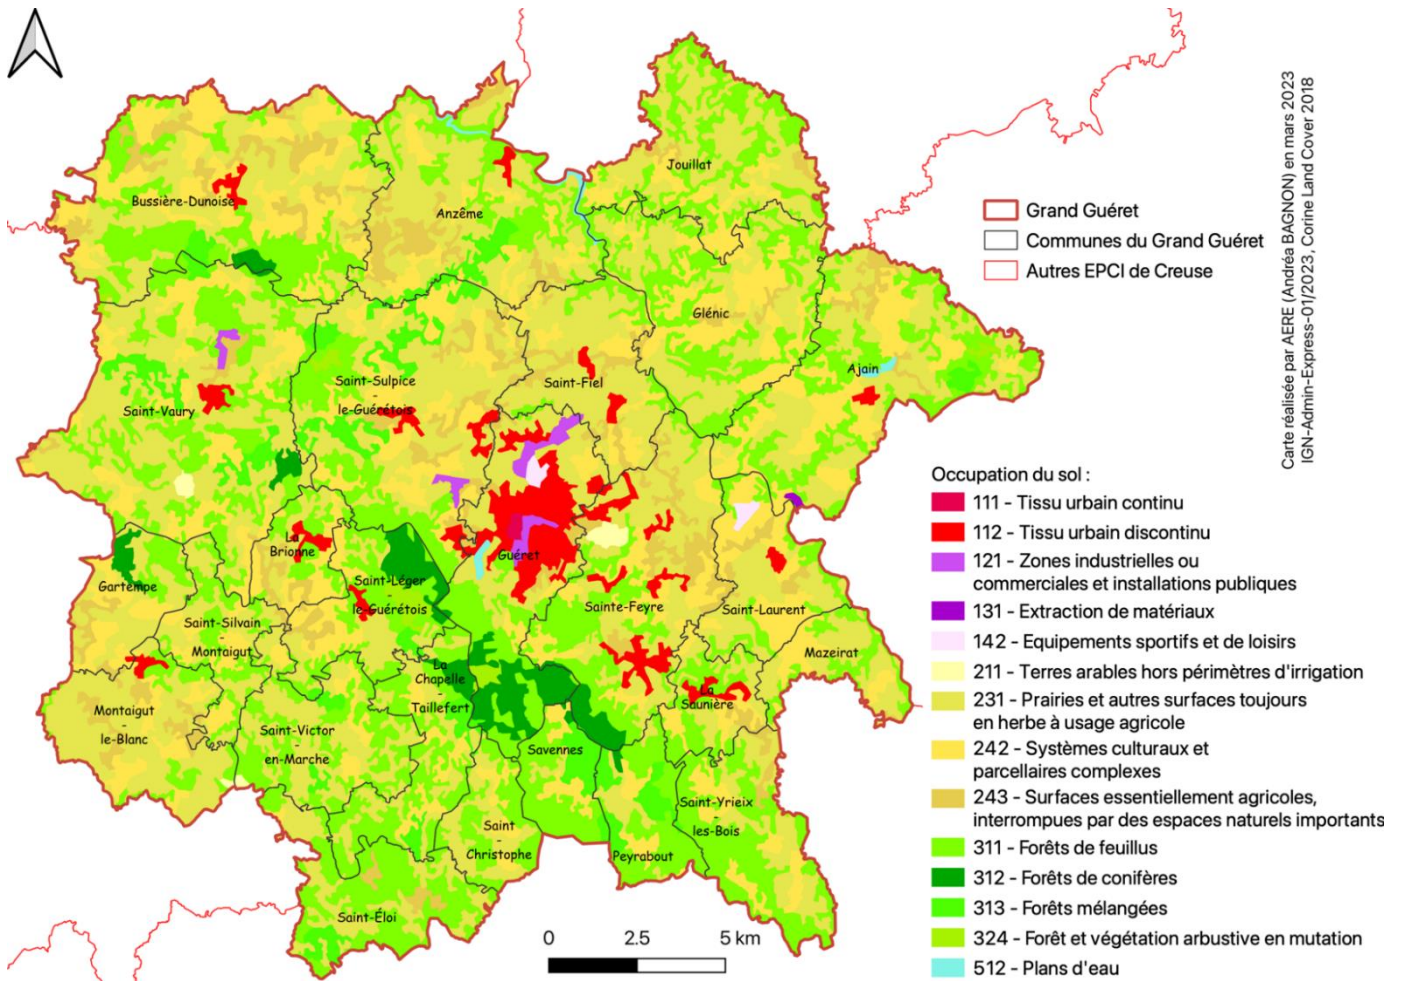 Jouillat
Bussière-Dunoise
Anzême
Glénic
Ajain
Saint-Sulpice
-
le-Guérétois
Saint-Fiel
Saint-Vaury
La
Brionne
Guéret
Gartempe
Saint-Léger
-
le-Guérétois
Sainte-Feyre
Saint-Laurent
Saint-Silvain
-
Montaigut
Mazeirat
La
Chapelle
-
Taillefert
La
Saunière
Montaigut
-
le-Blanc
Saint-Victor
-
en-Marche
Savennes
Saint-Yrieix
-
les-Bois
Saint
-
Christophe
Peyrabout
Saint-Éloi
0 2.5 5 km
Grand Guéret
Communes du Grand Guéret
Autres EPCI de Creuse
Carte réalisée par AERE (Andréa BAGNON) en mars 2023
IGN-Admin-Express-01/2023, Corine Land Cover 2018
Occupation du sol :
111 - Tissu urbain continu
112 - Tissu urbain discontinu
121 - Zones industrielles ou
commerciales et installations publiques
131 - Extraction de matériaux
142 - Equipements sportifs et de loisirs
211 - Terres arables hors périmètres d'irrigation
231 - Prairies et autres surfaces toujours
en herbe à usage agricole
242 - Systèmes culturaux et
parcellaires complexes
243 - Surfaces essentiellement agricoles,
interrompues par des espaces naturels importants
311 - Forêts de feuillus
312 - Forêts de conifères
313 - Forêts mélangées
324 - Forêt et végétation arbustive en mutation
512 - Plans d'eau